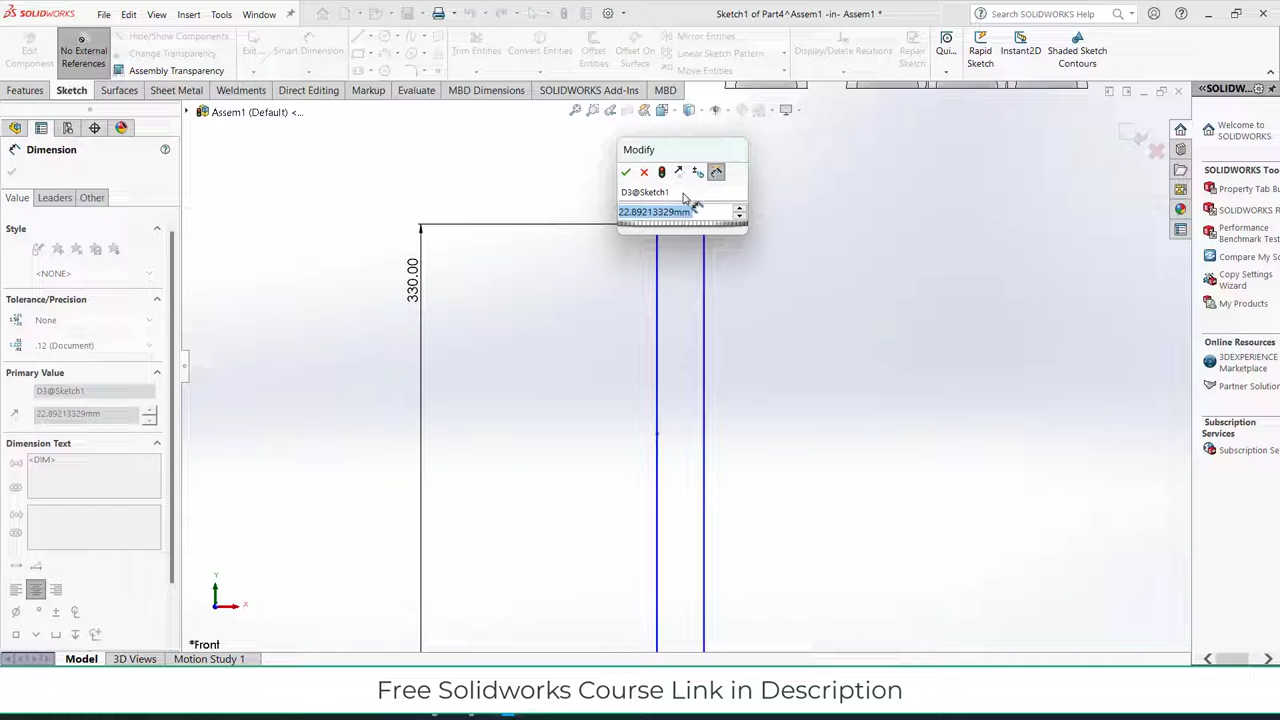 SOLIDWORKS
File Edit View Insert Tools Window
Sketch1 of Part4^Assem1 -in- Assem1 *
Search SOLIDWORKS Help
Edit Component
No External References
Hide/Show Components
Change Transparency
Assembly Transparency
Exit...
Smart Dimension
Trim Entities
Convert Entities
Offset Entities
Offset On Surface
Mirror Entities
Linear Sketch Pattern
Move Entities
Display/Delete Relations
Repair Sketch
Qui...
Rapid Sketch
Instant2D
Shaded Sketch Contours
Features Sketch Surfaces Sheet Metal Weldments Direct Editing Markup Evaluate MBD Dimensions SOLIDWORKS Add-Ins MBD
Assem1 (Default) <...
SOLIDW...
Dimension
Value Leaders Other
Style
<NONE>
Tolerance/Precision
None
.12 (Document)
Primary Value
D3@Sketch1
22.89213329mm
Dimension Text
<DIM>
Modify
D3@Sketch1
22.89213329mm
330.00
Y
X
*Front
Welcome to SOLIDWORKS
SOLIDWORKS Too
Property Tab Bu
SOLIDWORKS R
Performance Benchmark Test
Compare My So
Copy Settings Wizard
My Products
Online Resources
3DEXPERIENCE Marketplace
Partner Solution
Subscription Services
Subscription Se
Model 3D Views Motion Study 1
Free Solidworks Course Link in Description